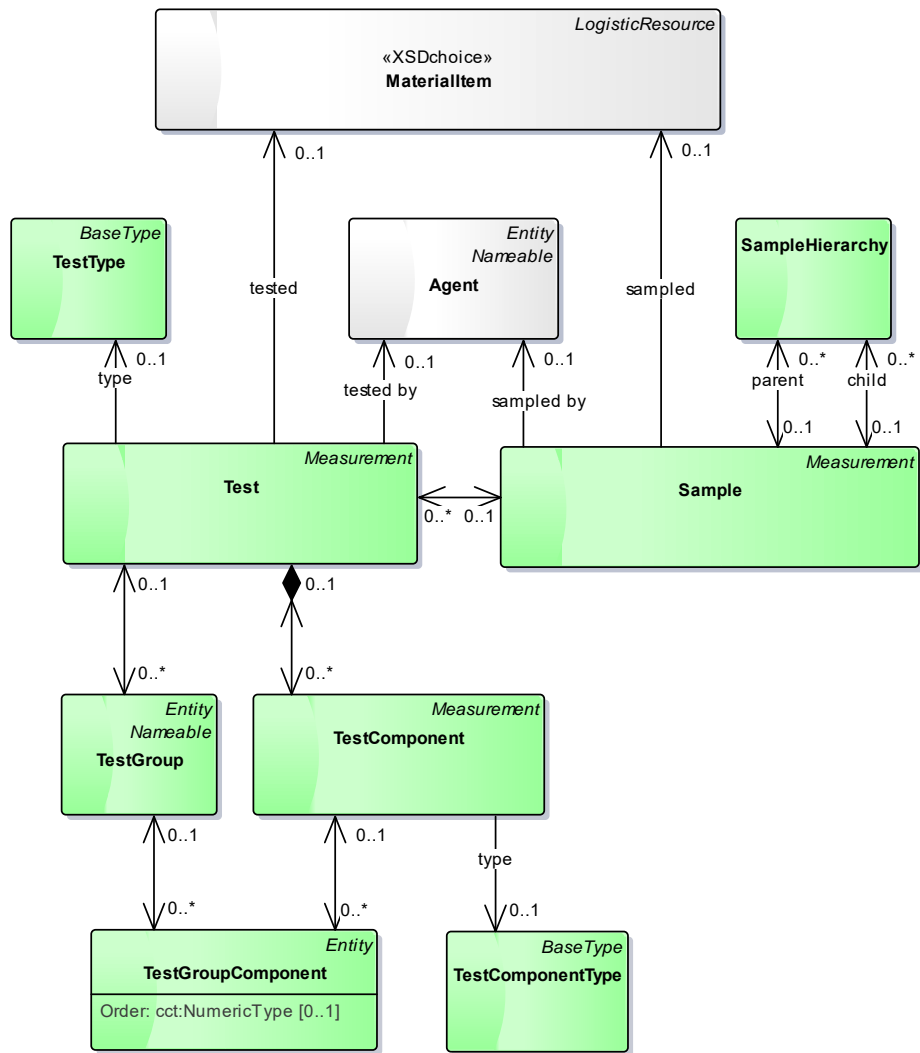 LogisticResource
«XSDchoice»
MaterialItem
0..1
0..1
BaseType
TestType
Entity
Nameable
Agent
SampleHierarchy
tested
sampled
0..1
type
0..1
tested by
0..1
sampled by
0..*
parent
0..*
child
0..1
0..1
Measurement
Test
Measurement
Sample
0..*
0..1
0..1
0..1
0..*
0..*
Entity
Nameable
TestGroup
Measurement
TestComponent
0..1
0..1
type
0..*
0..*
0..1
Entity
TestGroupComponent
Order: cct:NumericType [0..1]
BaseType
TestComponentType